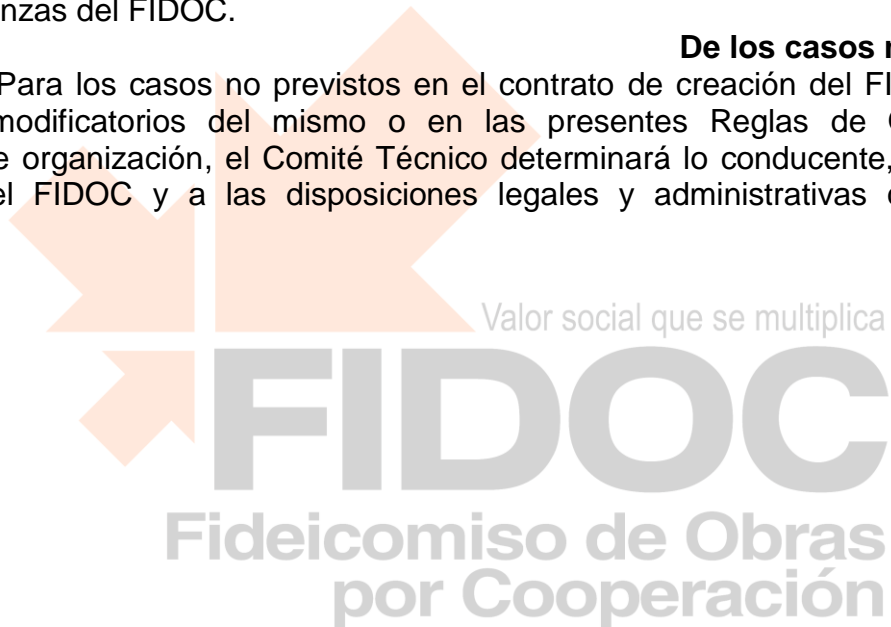 nzas del FIDOC.
De los casos
Para los casos no previstos en el contrato de creación del
modificatorios del mismo o en las presentes Reglas de
e organización, el Comité Técnico determinará lo conducente,
el FIDOC y a las disposiciones legales y administrativas
Valor social que se multiplica
FIDOC
Fideicomiso de Obras
por Cooperación